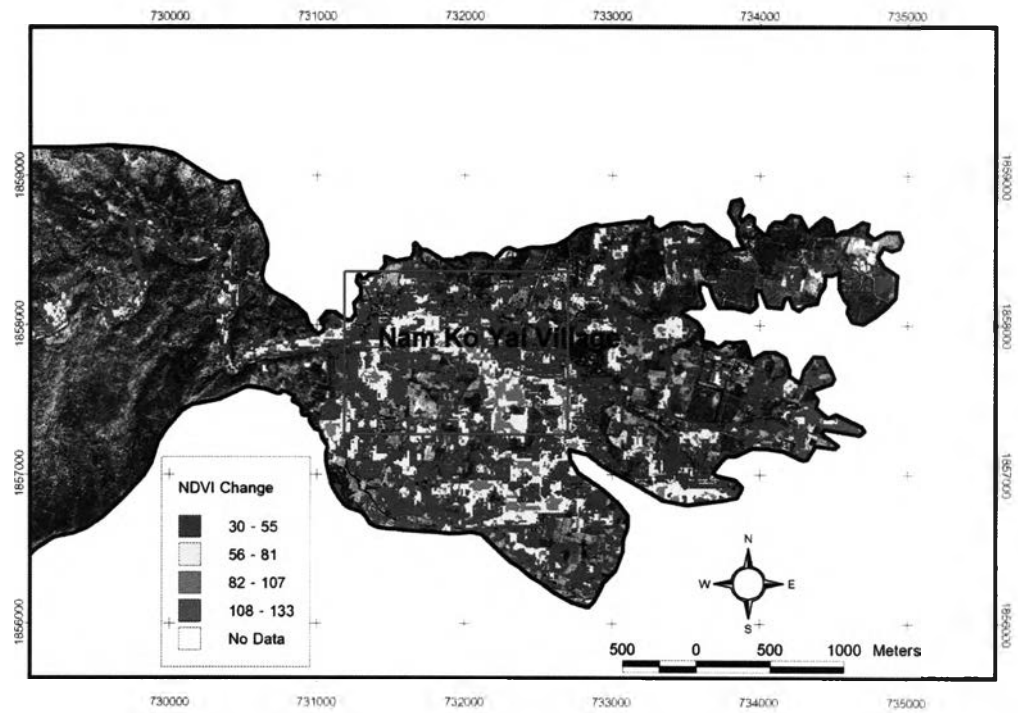 730000 731000 732000 733000 734000 735000
1859000
1859000
1858000
1858000
Nam Ko Yai Village
1857000
1857000
1856000
1856000
NDVI Change
30 - 55
56 - 81
82 - 107
108 - 133
No Data
N
W E
S
500 0 500 1000 Meters
730000 731000 732000 733000 734000 735000